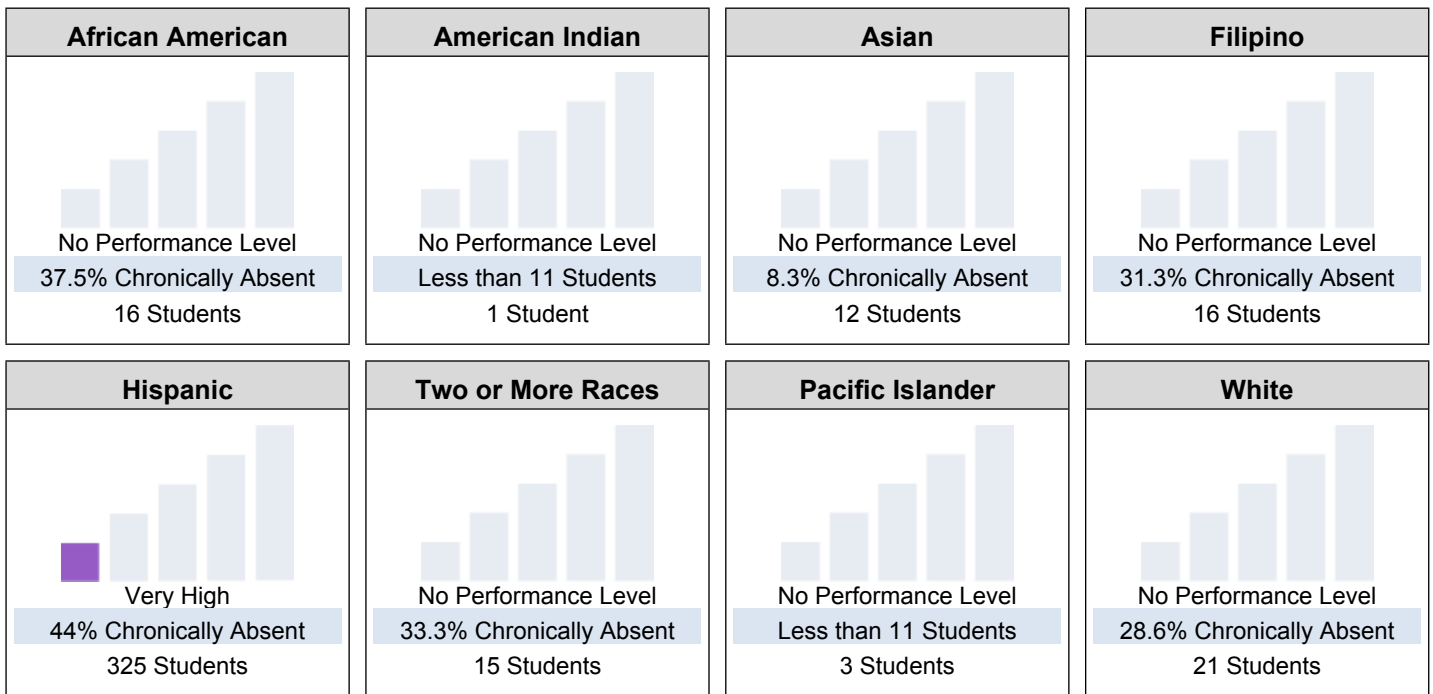 African American
No Performance Level
37.5% Chronically Absent
16 Students
American Indian
No Performance Level
Less than 11 Students
1 Student
Asian
No Performance Level
8.3% Chronically Absent
12 Students
Filipino
No Performance Level
31.3% Chronically Absent
16 Students
Hispanic
Very High
44% Chronically Absent
325 Students
Two or More Races
No Performance Level
33.3% Chronically Absent
15 Students
Pacific Islander
No Performance Level
Less than 11 Students
3 Students
White
No Performance Level
28.6% Chronically Absent
21 Students